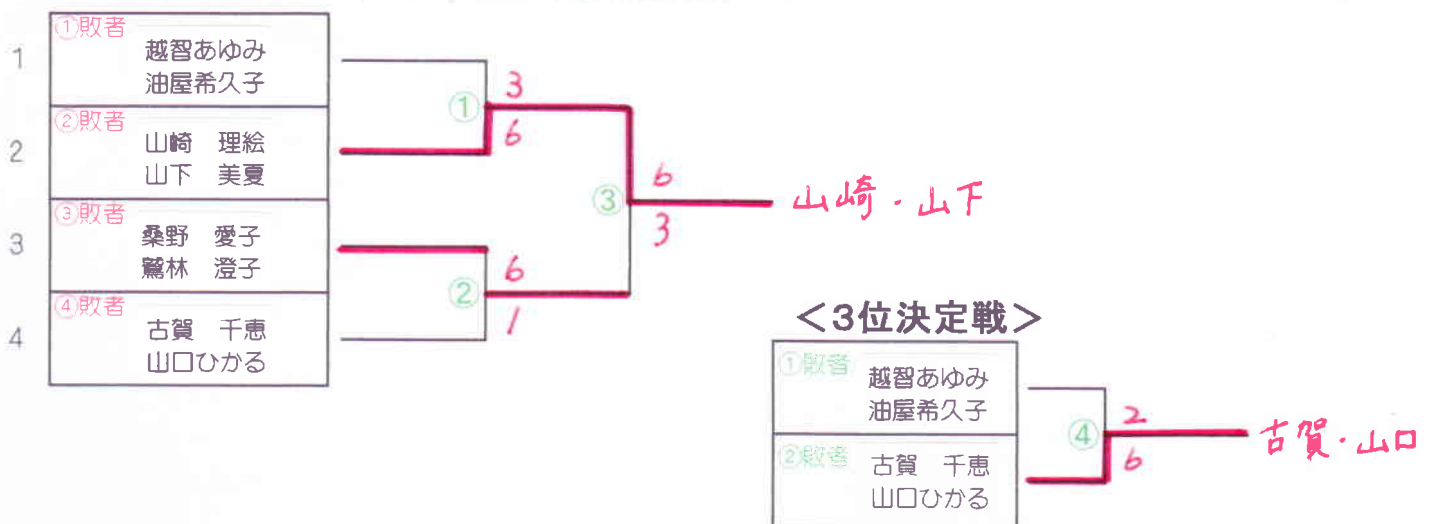 1
①敗者
越智あゆみ
油屋希久子
2
②敗者
山崎 理絵
山下 美夏
3
③敗者
桑野 愛子
鷲林 澄子
4
④敗者
古賀 千恵
山口ひかる
①
3
6
②
6
1
③
6
3
山崎・山下
<3位決定戦>
①敗者
越智あゆみ
油屋希久子
②敗者
古賀 千恵
山口ひかる
④
2
6
古賀・山口